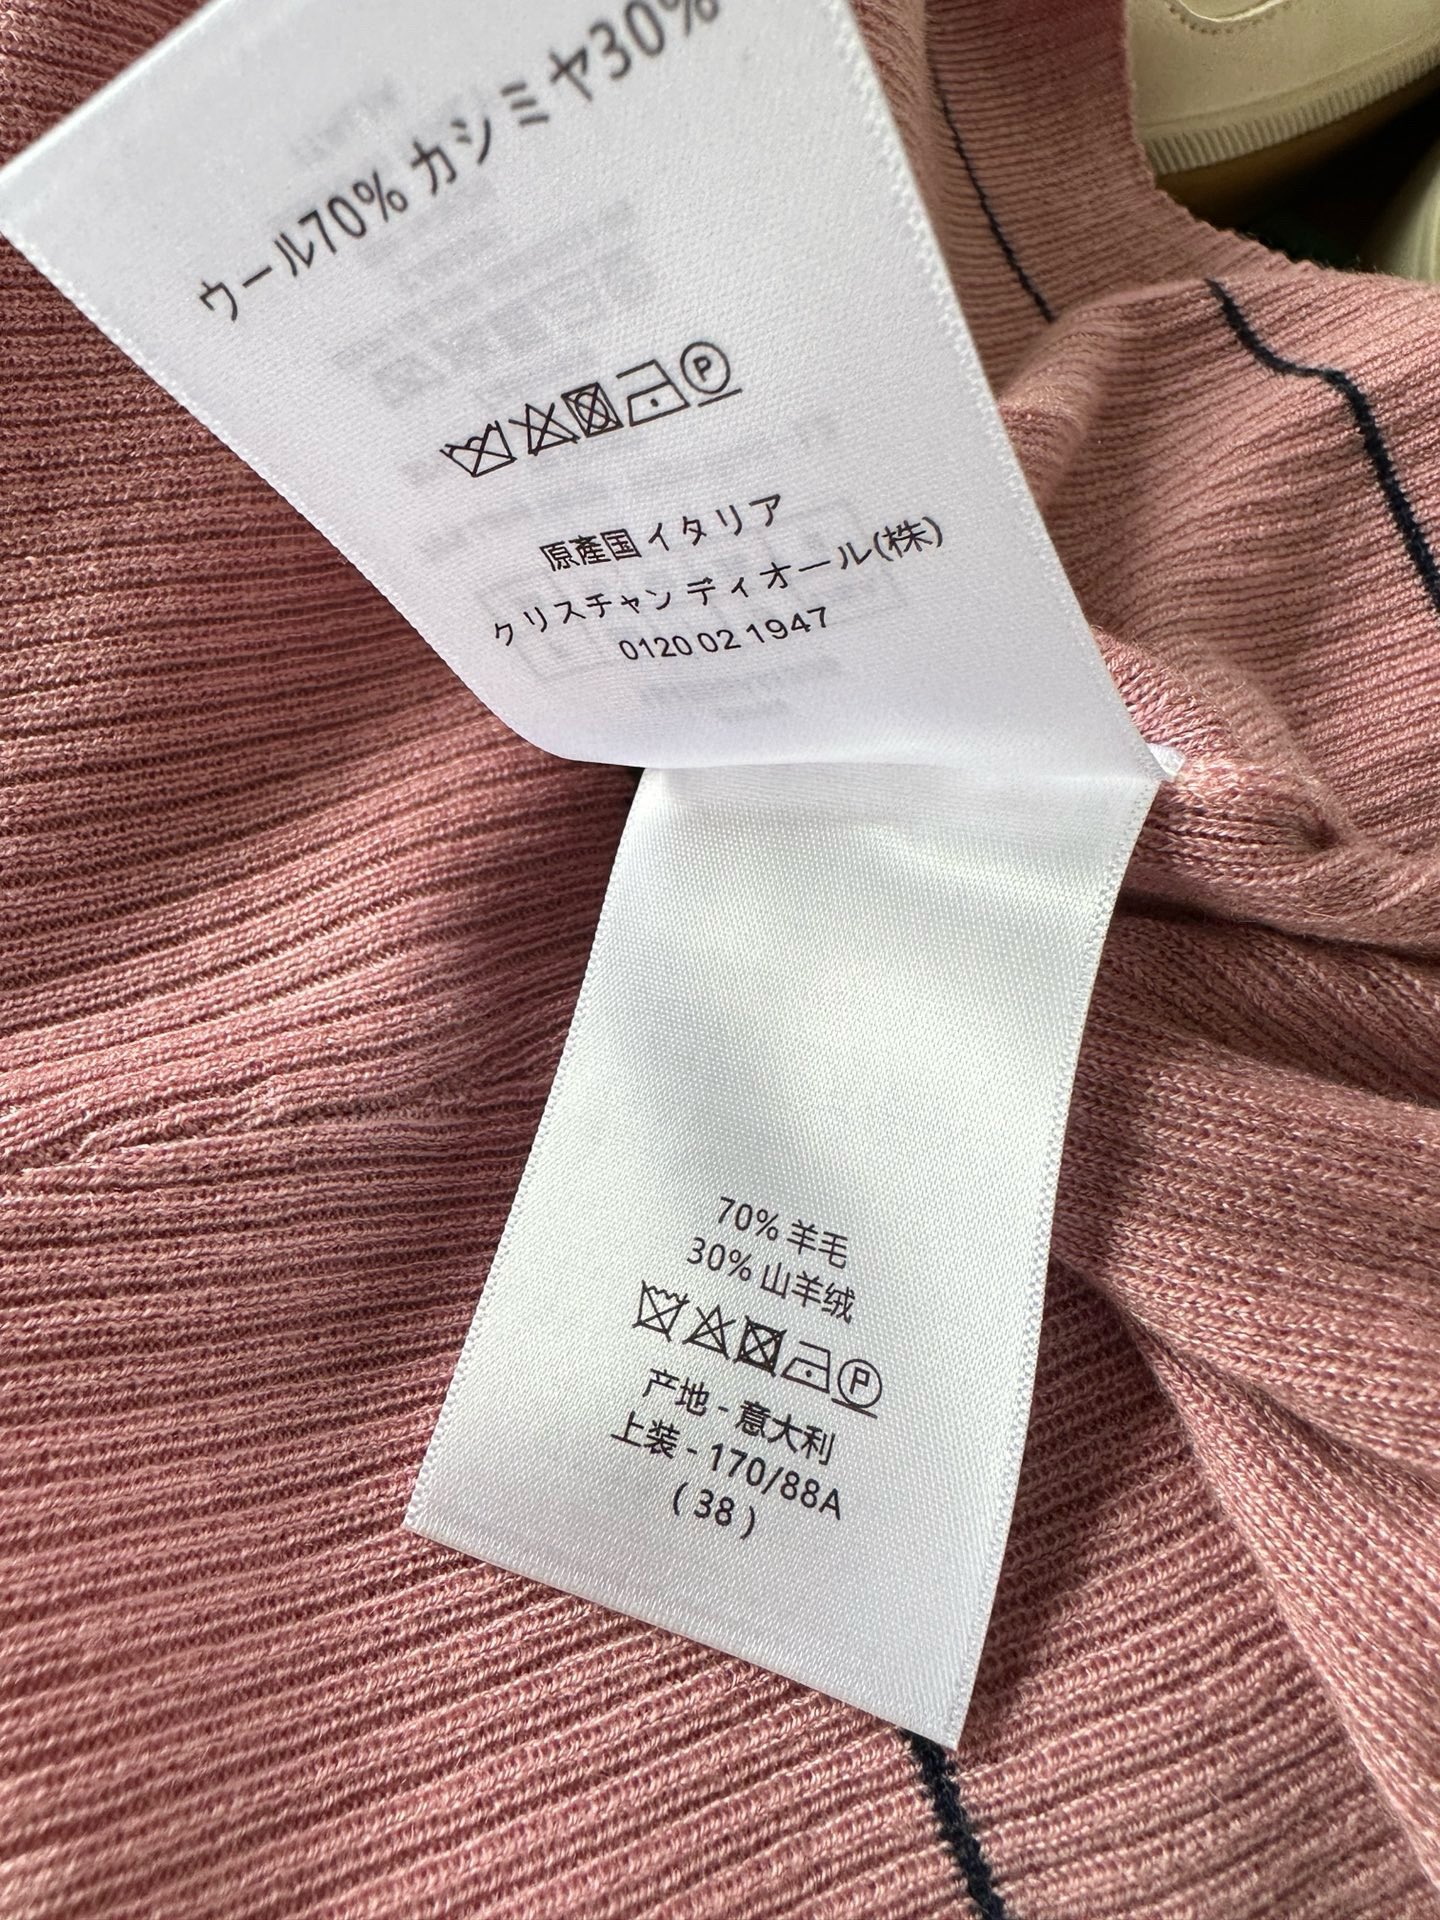 ウール70% カシミヤ30%
原產国イタリア
クリスチャンディオール(株)
0120 02 1947
70% 羊毛
30% 山羊绒
产地 - 意大利
上装 - 170/88A
( 38 )